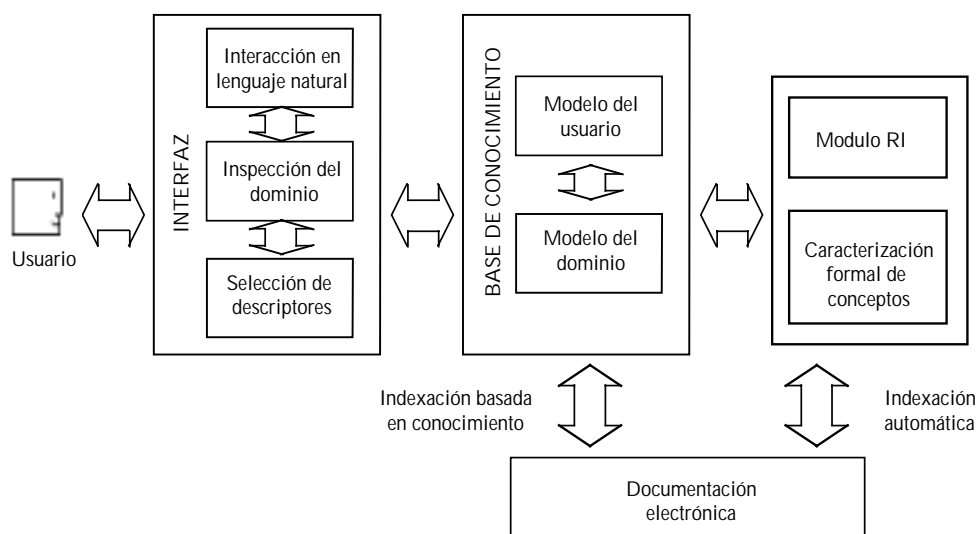 Usuario
INTERFAZ
Interacción en
lenguaje natural
Inspección del
dominio
Selección de
descriptores
BASE DE CONOCIMIENTO
Modelo del
usuario
Modelo del
dominio
Modulo RI
Caracterización
formal de
conceptos
Indexación basada
en conocimiento
Indexación
automática
Documentación
electrónica